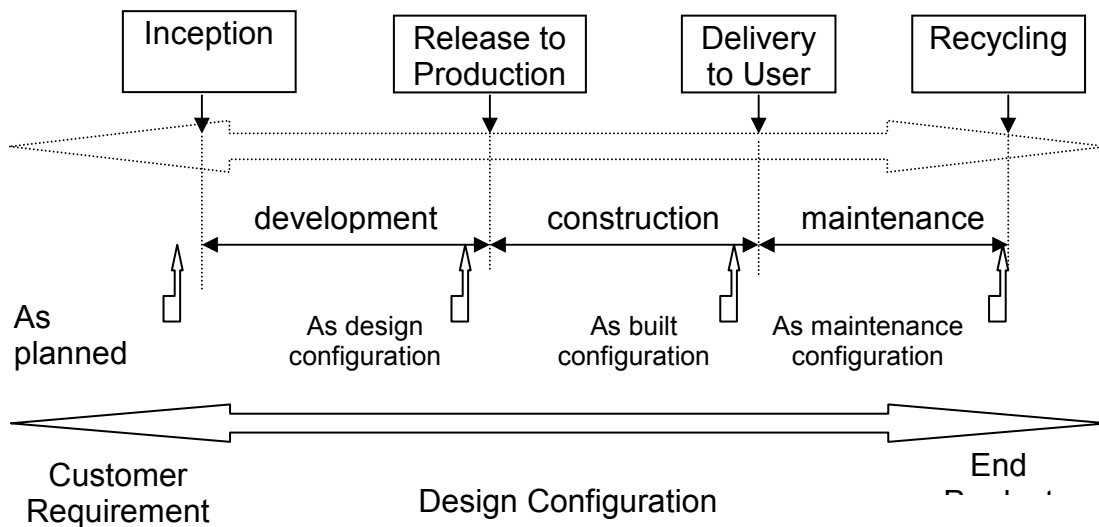 Inception
Release to
Production
Delivery
to User
Recycling
development
construction
maintenance
As
planned
As design
configuration
As built
configuration
As maintenance
configuration
Customer
Requirement
Design Configuration
End